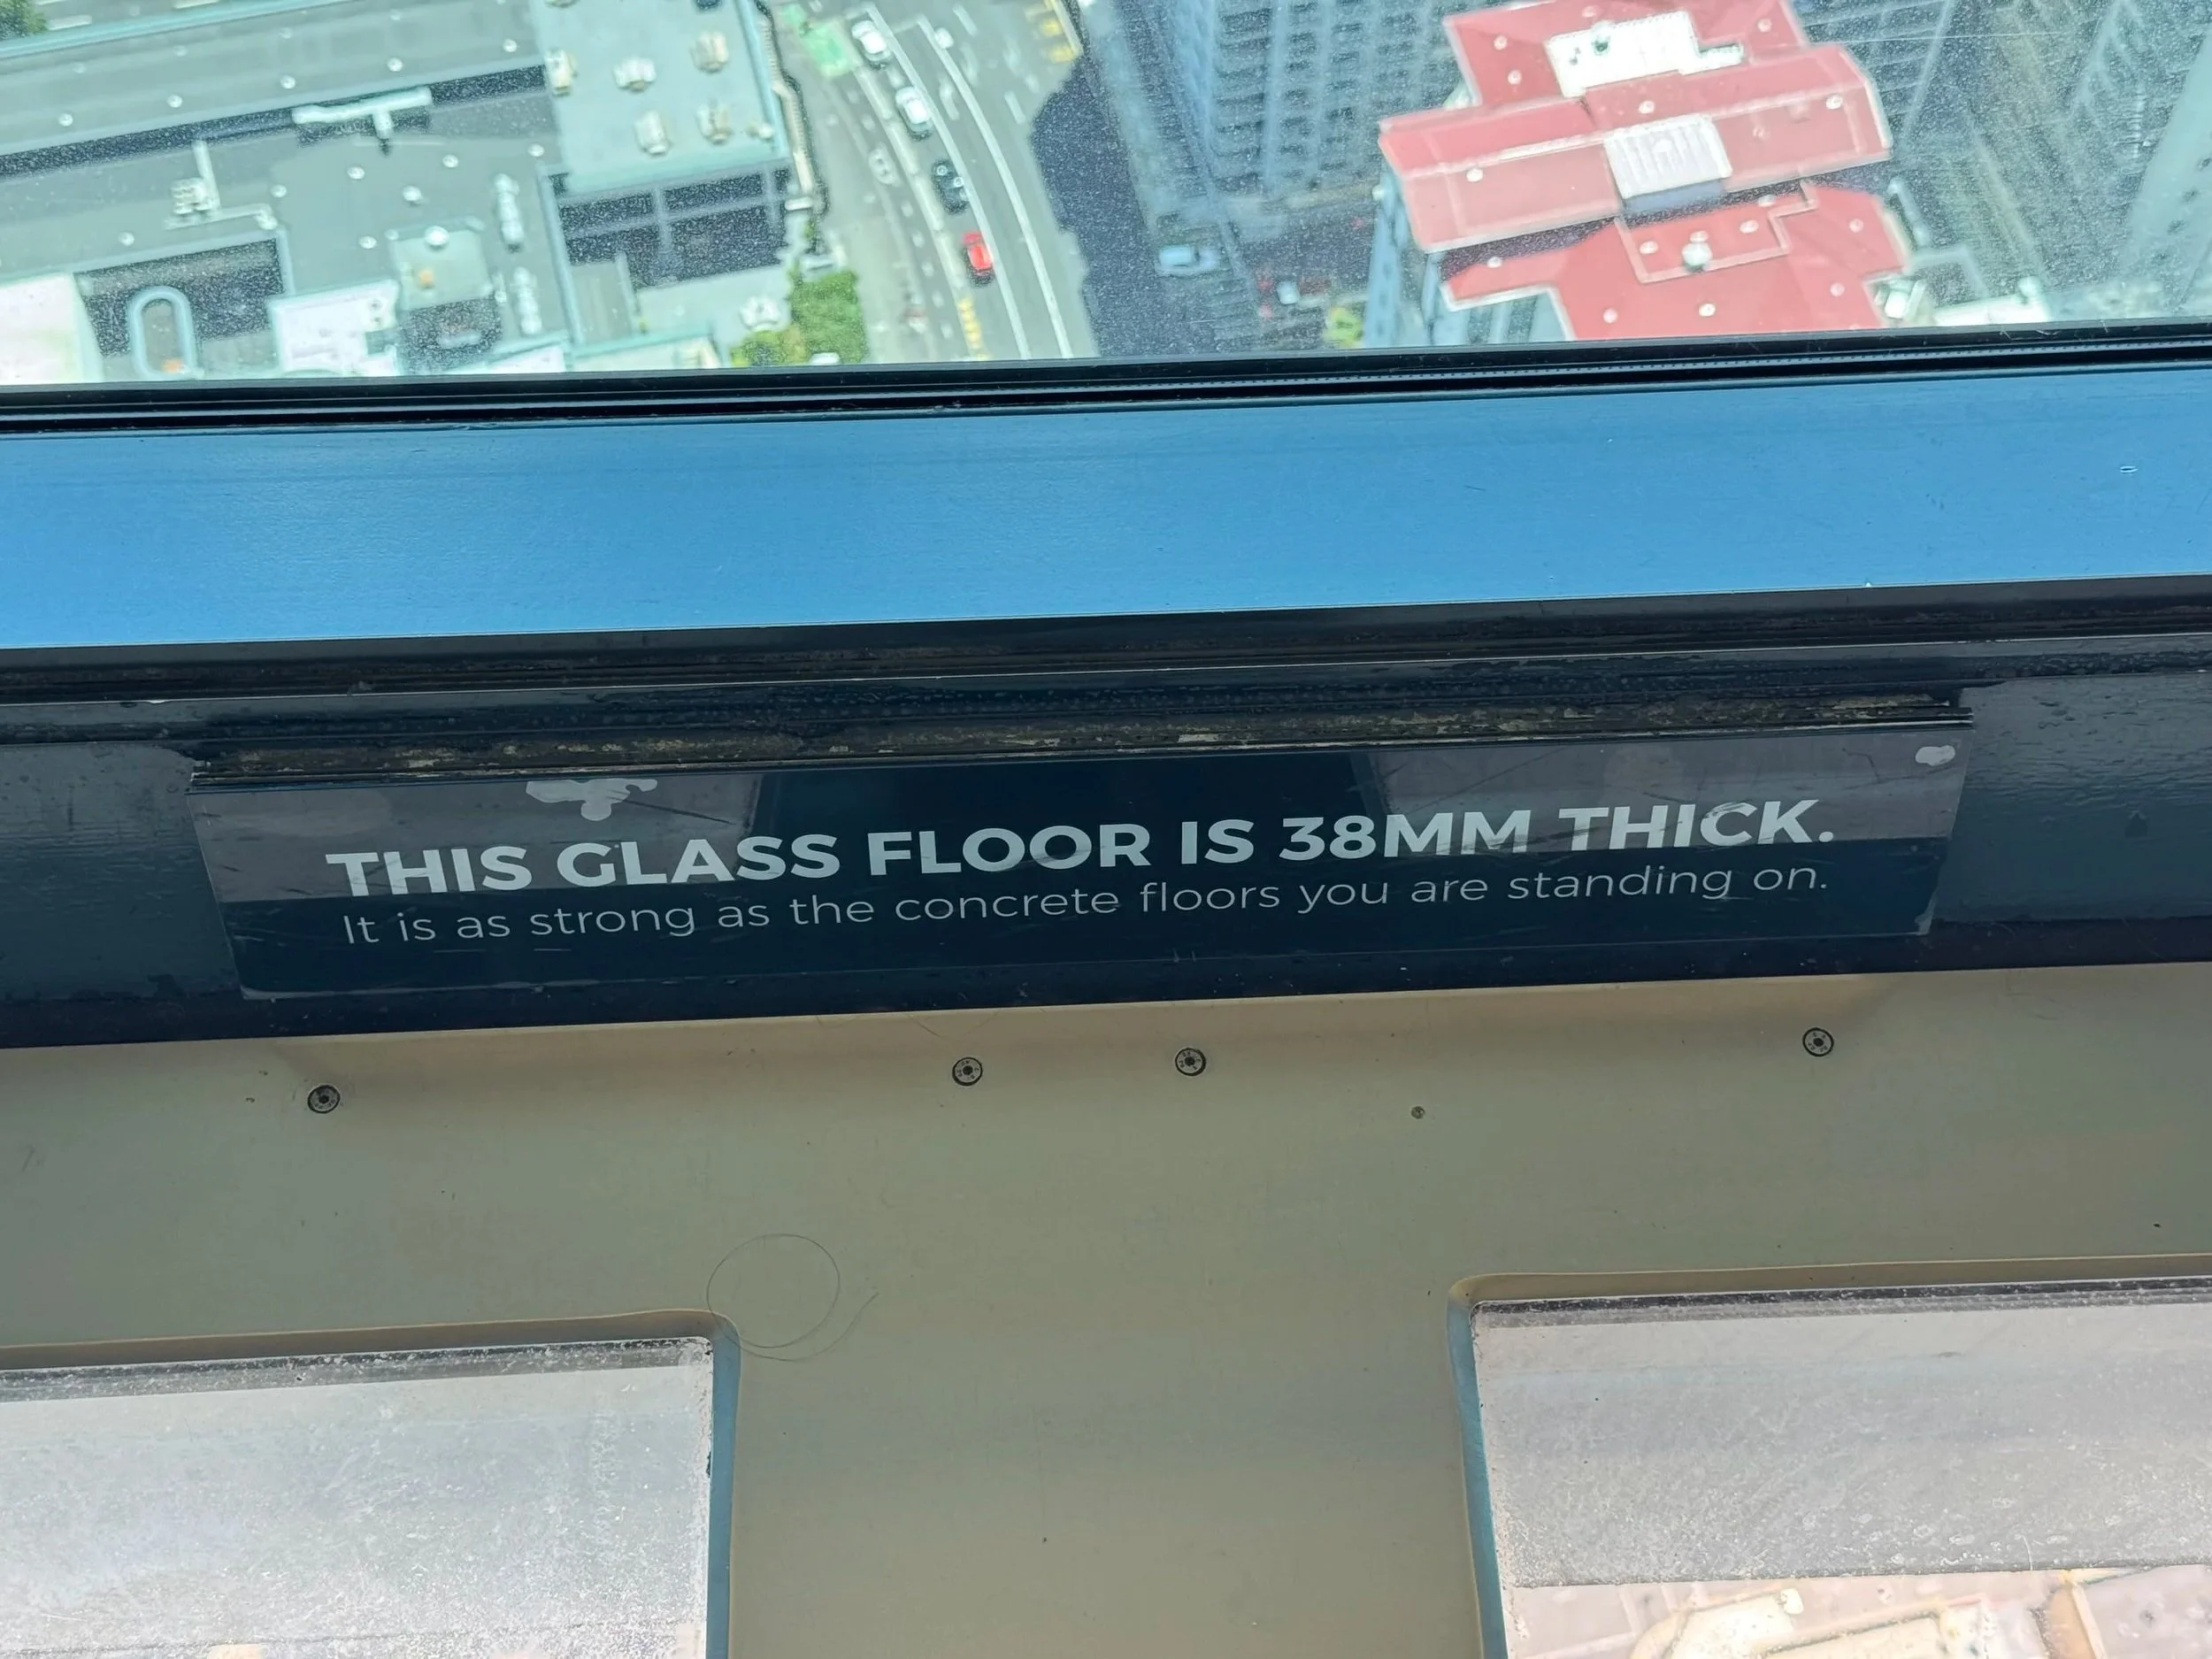 THIS GLASS FLOOR IS 38MM THICK.
It is as strong as the concrete floors you are standing on.